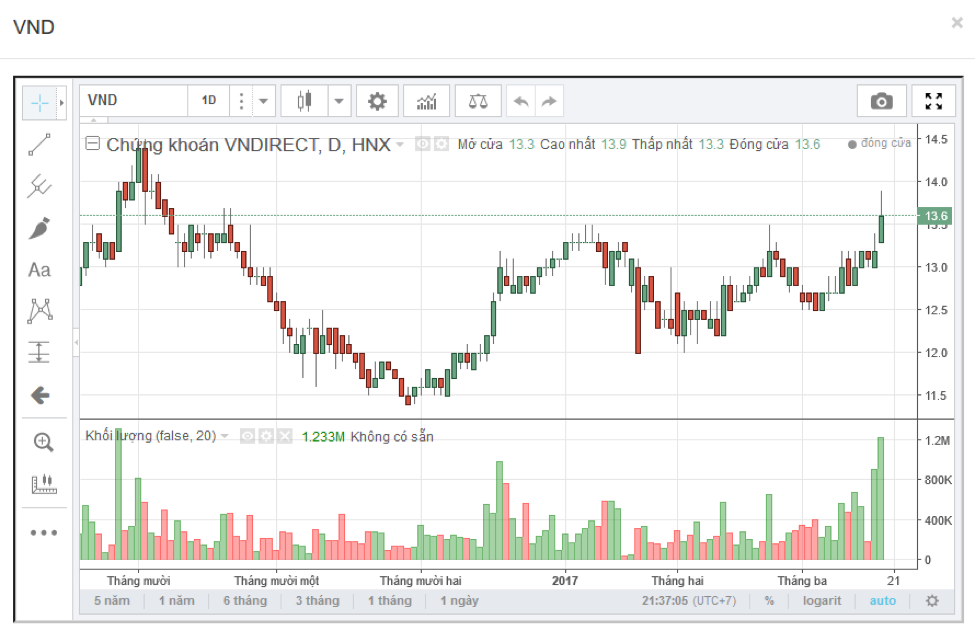 VND
×
VND 1D
Chứng khoán VNDIRECT, D, HNX Mở cửa 13.3 Cao nhất 13.9 Thấp nhất 13.3 Đóng cửa 13.6 đóng cửa
14.5
14.0
13.6
13.5
13.0
12.5
12.0
11.5
Aa
Khối lượng (false, 20) 1.233M Không có sẵn
1.2M
800K
400K
0
Tháng mười Tháng mười một Tháng mười hai 2017 Tháng hai Tháng ba 21
5 năm 1 năm 6 tháng 3 tháng 1 tháng 1 ngày 21:37:05 (UTC+7) % logarit auto